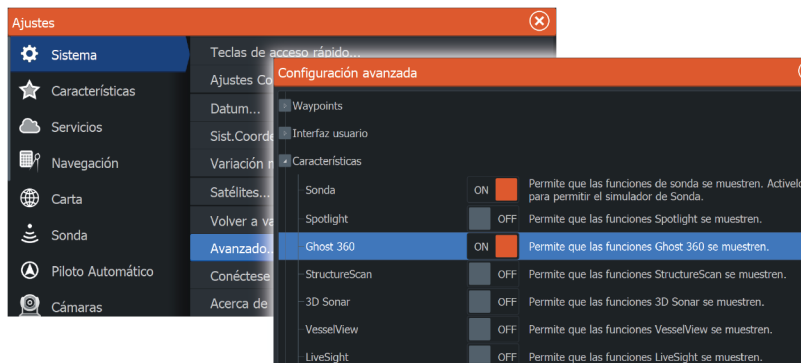 Ajustes
Sistema
Características
Servicios
Navegación
Carta
Sonda
Piloto Automático
Cámaras
Teclas de acceso rápido...
Ajustes Co
Datum...
Sist.Coorde
Variación
Satélites...
Volver a va
Avanzado.
Conéctese
Acerca de
Configuración avanzada
Waypoints
Interfaz usuario
Características
Sonda ON Permite que las funciones de sonda se muestren. Activelo
para permitir el simulador de Sonda.
Spotlight OFF Permite que las funciones Spotlight se muestren.
Ghost 360 ON Permite que las funciones Ghost 360 se muestren.
StructureScan OFF Permite que las funciones StructureScan se muestren.
3D Sonar OFF Permite que las funciones 3D Sonar se muestren.
VesselView OFF Permite que las funciones VesselView se muestren.
LiveSight OFF Permite que las funciones LiveSight se muestren.